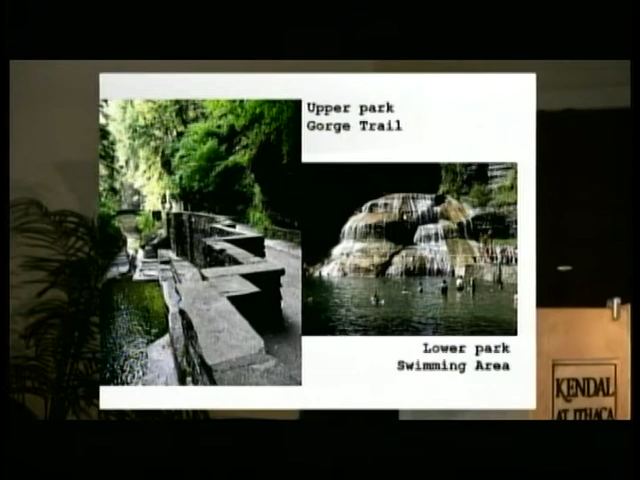 Upper park
Gorge Trail
Lower park
Swimming Area
KENDAL
AT ITHACA